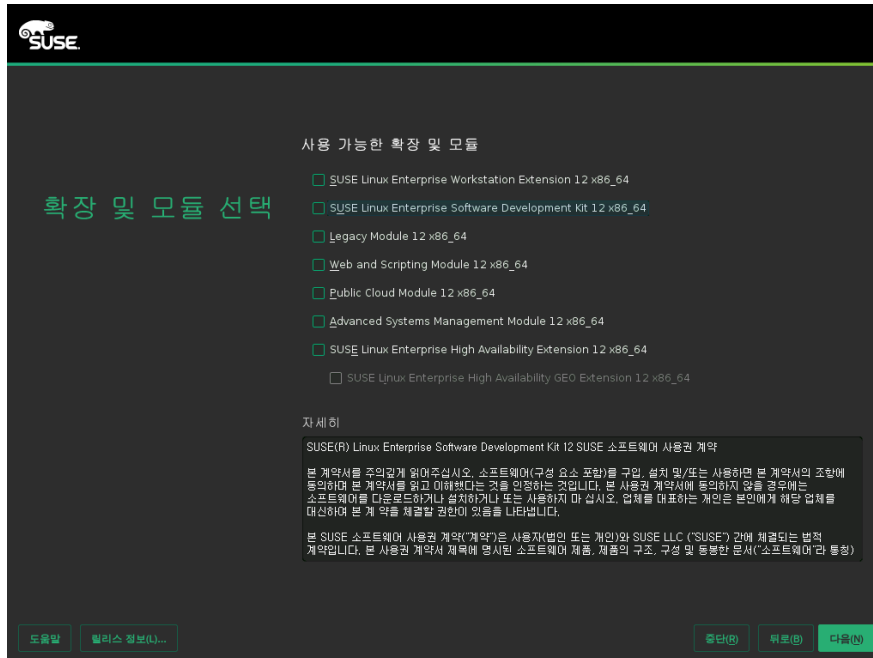 SUSE.
확장 및 모듈 선택
사용 가능한 확장 및 모듈
SUSE Linux Enterprise Workstation Extension 12 x86_64
SUSE Linux Enterprise Software Development Kit 12 x86_64
Legacy Module 12 x86_64
Web and Scripting Module 12 x86_64
Public Cloud Module 12 x86_64
Advanced Systems Management Module 12 x86_64
SUSE Linux Enterprise High Availability Extension 12 x86_64
SUSE Linux Enterprise High Availability GEO Extension 12 x86_64
자세히
SUSE(R) Linux Enterprise Software Development Kit 12 SUSE 소프트웨어 사용권 계약
본 계약서를 주의깊게 읽어주십시오. 소프트웨어(구성 요소 포함)를 구입, 설치 및/또는 사용하면 본 계약서의 조항에
동의하며 본 계약서를 읽고 이해했다는 것을 인정하는 것입니다. 본 사용권 계약서에 동의하지 않을 경우에는
소프트웨어를 다운로드하거나 설치하거나 또는 사용하지 마 십시오. 업체를 대표하는 개인은 본인에게 해당 업체를
대신하여 본 계 약을 체결할 권한이 있음을 나타냅니다.
본 SUSE 소프트웨어 사용권 계약("계약")은 사용자(법인 또는 개인)와 SUSE LLC ("SUSE") 간에 체결되는 법적
계약입니다. 본 사용권 계약서 제목에 명시된 소프트웨어 제품, 제품의 구조, 구성 및 동봉한 문서("소프트웨어"라 통칭)
도움말
릴리스 정보(L)...
중단(R)
뒤로(B)
다음(N)